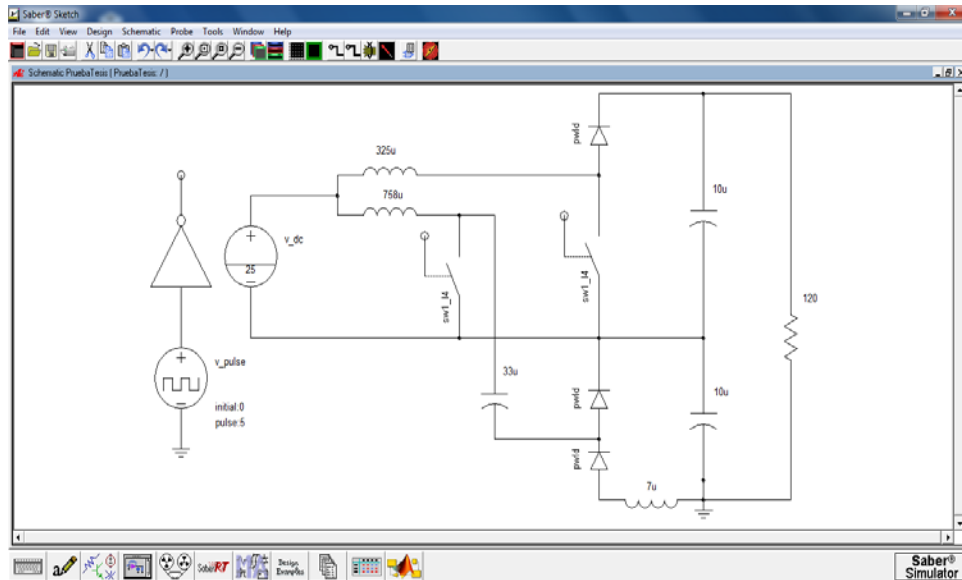 Saber® Sketch
File Edit View Design Schematic Probe Tools Window Help
Schematic PruebaTesis [ PruebaTesis: / ]
325u
758u
pwld
10u
v_dc
25
sw1_l4
sw1_l4
120
v_pulse
initial:0
pulse:5
33u
pwld
10u
pwld
7u
SaberRT
Design
Examples
Saber®
Simulator